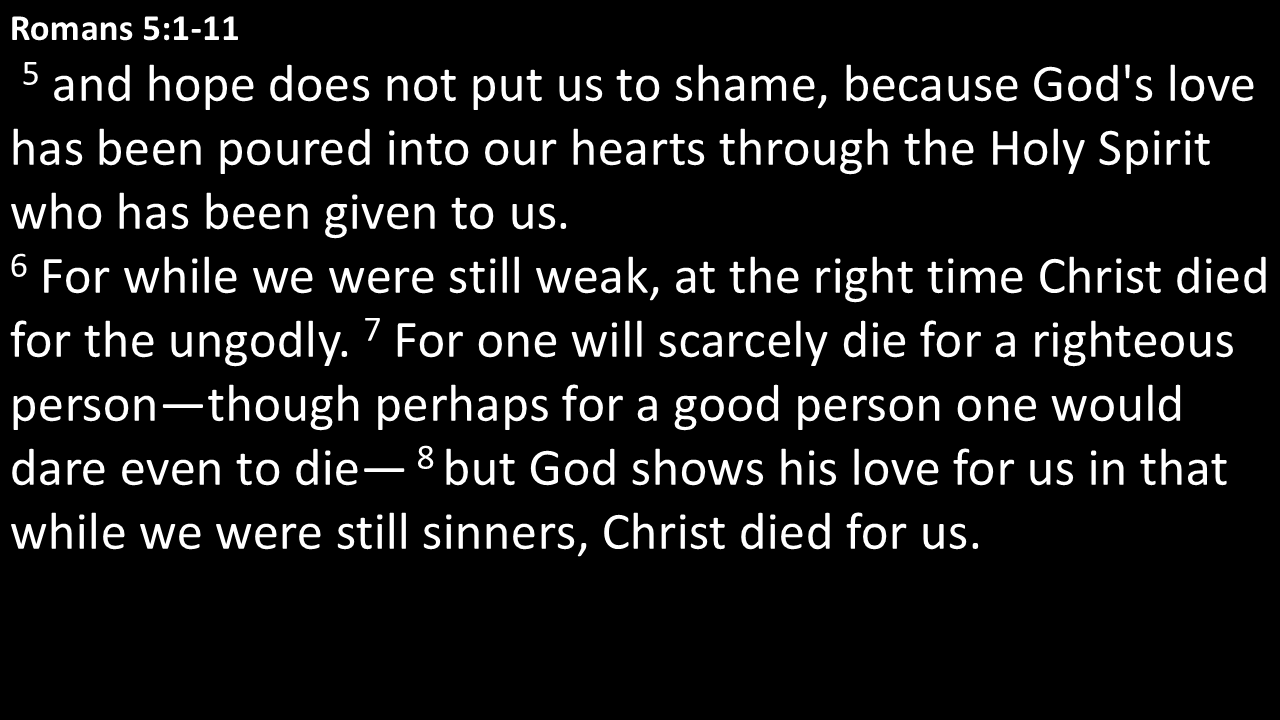 Romans 5:1-11
5 and hope does not put us to shame, because God's love
has been poured into our hearts through the Holy Spirit
who has been given to us.
6 For while we were still weak, at the right time Christ died
for the ungodly. 7 For one will scarcely die for a righteous
person—though perhaps for a good person one would
dare even to die— 8 but God shows his love for us in that
while we were still sinners, Christ died for us.